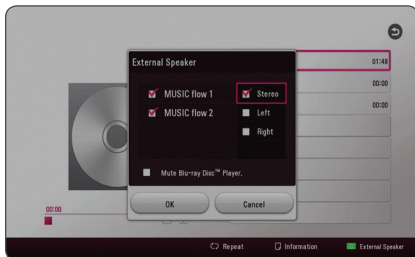 External Speaker
01:48
MUSIC flow 1
Stereo
00:00
MUSIC flow 2
Left
00:00
Right
Mute Blu-ray Disc™ Player.
OK
Cancel
00:00
Repeat
Information
External Speaker